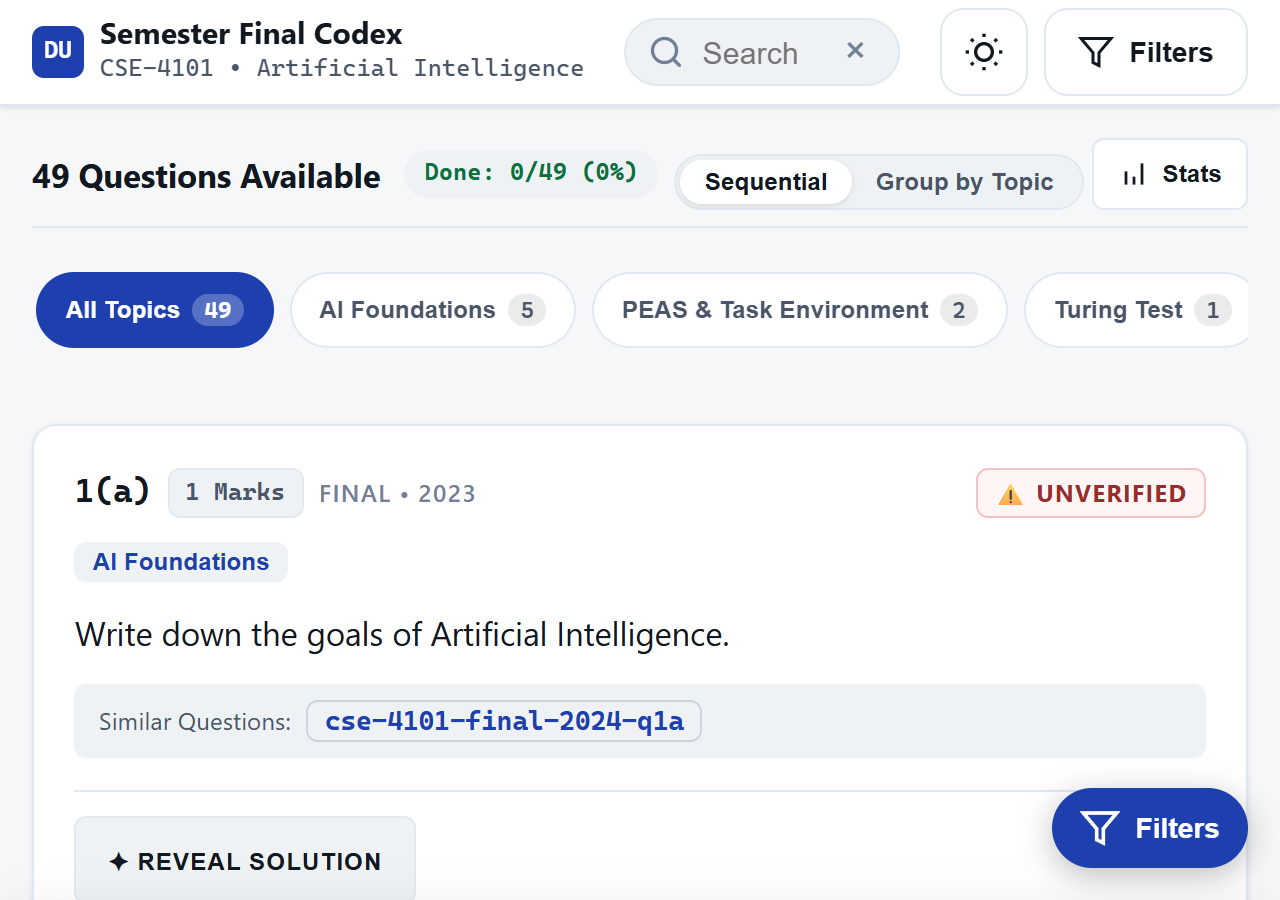 DU
Semester Final Codex
CSE-4101 • Artificial Intelligence
Search
×
Filters
49 Questions Available
Done: 0/49 (0%)
Sequential
Group by Topic
Stats
All Topics 49
AI Foundations 5
PEAS & Task Environment 2
Turing Test 1
1(a)
1 Marks
FINAL • 2023
⚠ UNVERIFIED
AI Foundations
Write down the goals of Artificial Intelligence.
Similar Questions: cse-4101-final-2024-q1a
Filters
✦ REVEAL SOLUTION